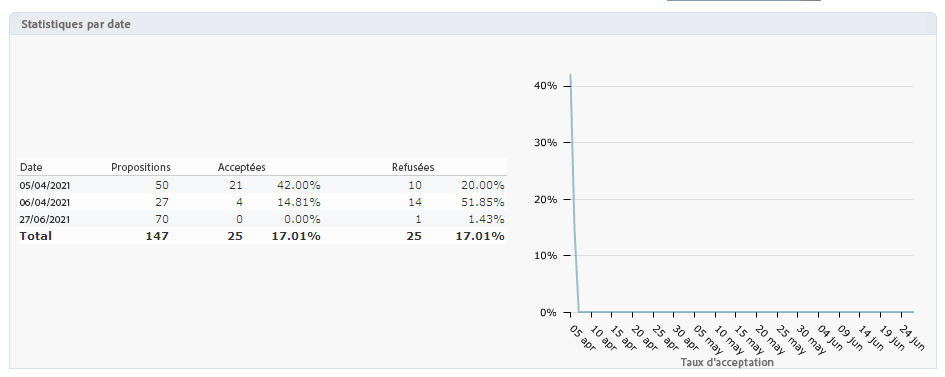 Statistiques par date
Date Propositions Acceptées Refusées
05/04/2021 50 21 42.00% 10 20.00%
06/04/2021 27 4 14.81% 14 51.85%
27/06/2021 70 0 0.00% 1 1.43%
Total 147 25 17.01% 25 17.01%
40%
30%
20%
10%
0%
05 apr 10 apr 15 apr 20 apr 25 apr 30 apr 05 may 10 may 15 may 20 may 25 may 30 may 04 jun 09 jun 14 jun 19 jun 24 jun
Taux d'acceptation